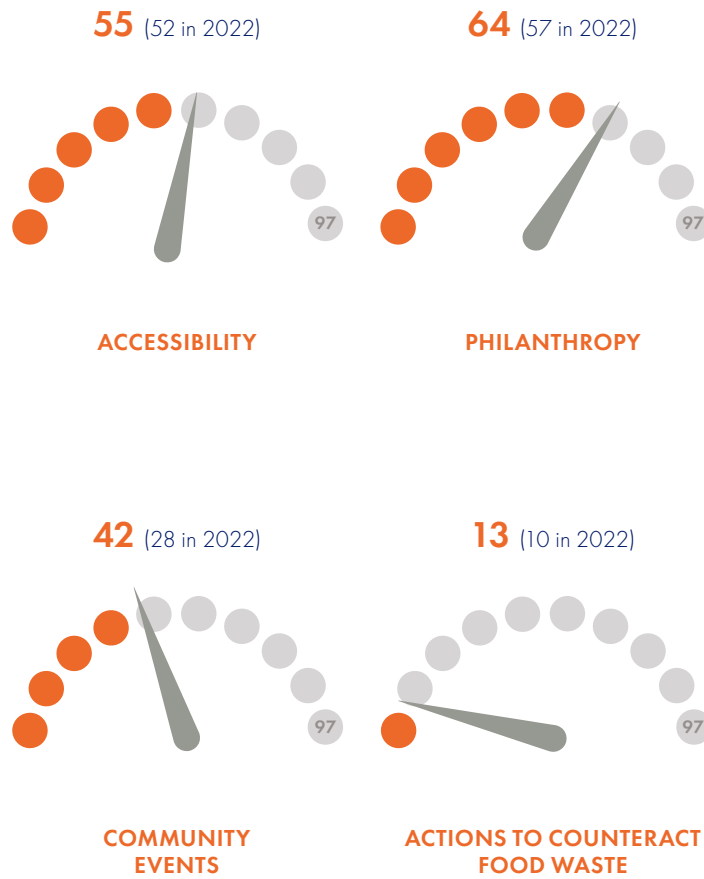 55 (52 in 2022)
97
ACCESSIBILITY
64 (57 in 2022)
97
PHILANTHROPY
42 (28 in 2022)
97
COMMUNITY
EVENTS
13 (10 in 2022)
97
ACTIONS TO COUNTERACT
FOOD WASTE